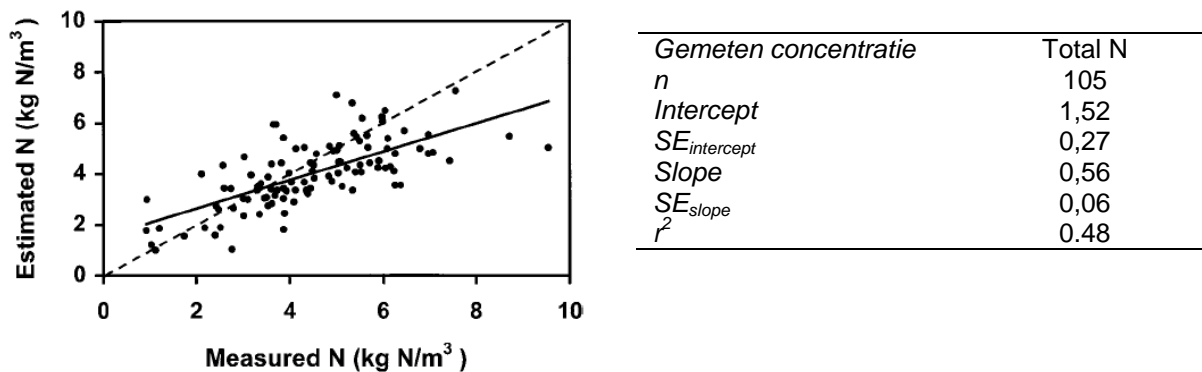 10
8
6
4
2
0
Estimated N (kg N/m³)
0 2 4 6 8 10
Measured N (kg N/m³)
Gemeten concentratie Total N
n 105
Intercept 1,52
SEintercept 0,27
Slope 0,56
SEslope 0,06
r² 0.48